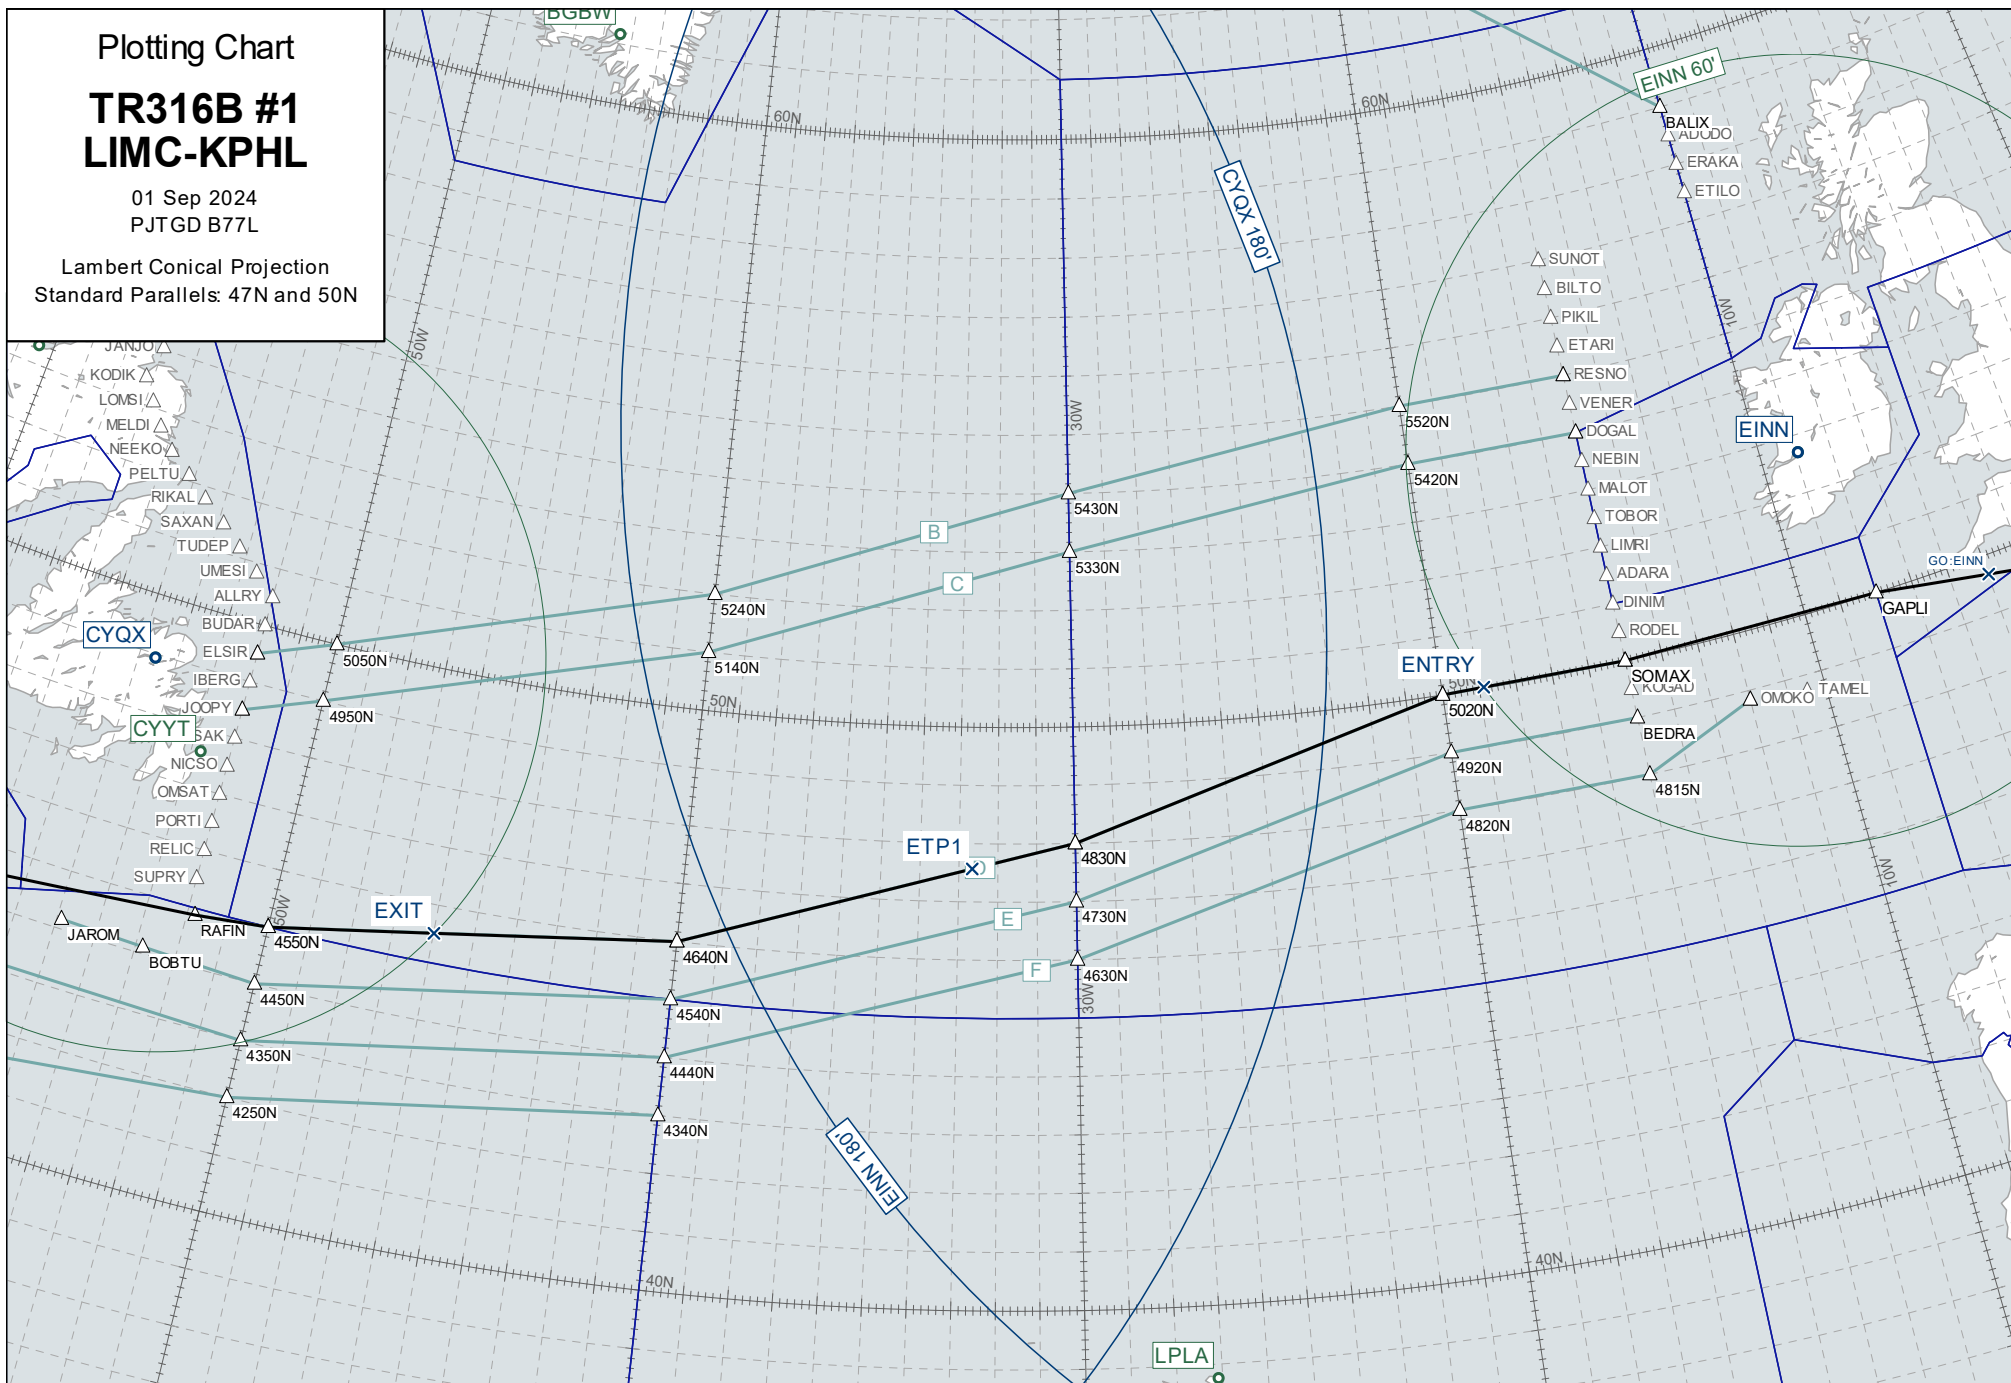 Plotting Chart
TR316B #1
LIMC-KPHL
01 Sep 2024
PJTGD B77L
Lambert Conical Projection
Standard Parallels: 47N and 50N
BGBW
60N
60N
EINN 60'
BALIX
ADODO
ERAKA
ETILO
CYQX 180'
SUNOT
BILTO
PIKIL
ETARI
RESNO
VENER
DOGAL
NEBIN
MALOT
TOBOR
LIMRI
ADARA
DINIM
RODEL
SOMAX
KOGAD
BEDRA
OMOKO
TAMEL
4815N
10W
EINN
GO:EINN
GAPLI
50W
JANJO
KODIK
LOMSI
MELDI
NEEKO
PELTU
RIKAL
SAXAN
TUDEP
UMESI
ALLRY
BUDAR
CYQX
ELSIR
IBERG
JOOPY
CYYT
SAK
NICSO
OMSAT
PORTI
RELIC
SUPRY
JAROM
BOBTU
RAFIN
30W
5520N
5420N
5430N
B
5330N
C
5240N
5140N
5050N
4950N
50N
50N
ENTRY
5020N
4920N
4820N
ETP1
D
4830N
4730N
E
4630N
F
30W
50W
4550N
EXIT
4640N
4450N
4540N
4350N
4440N
4250N
4340N
10W
EINN 180'
40N
40N
LPLA